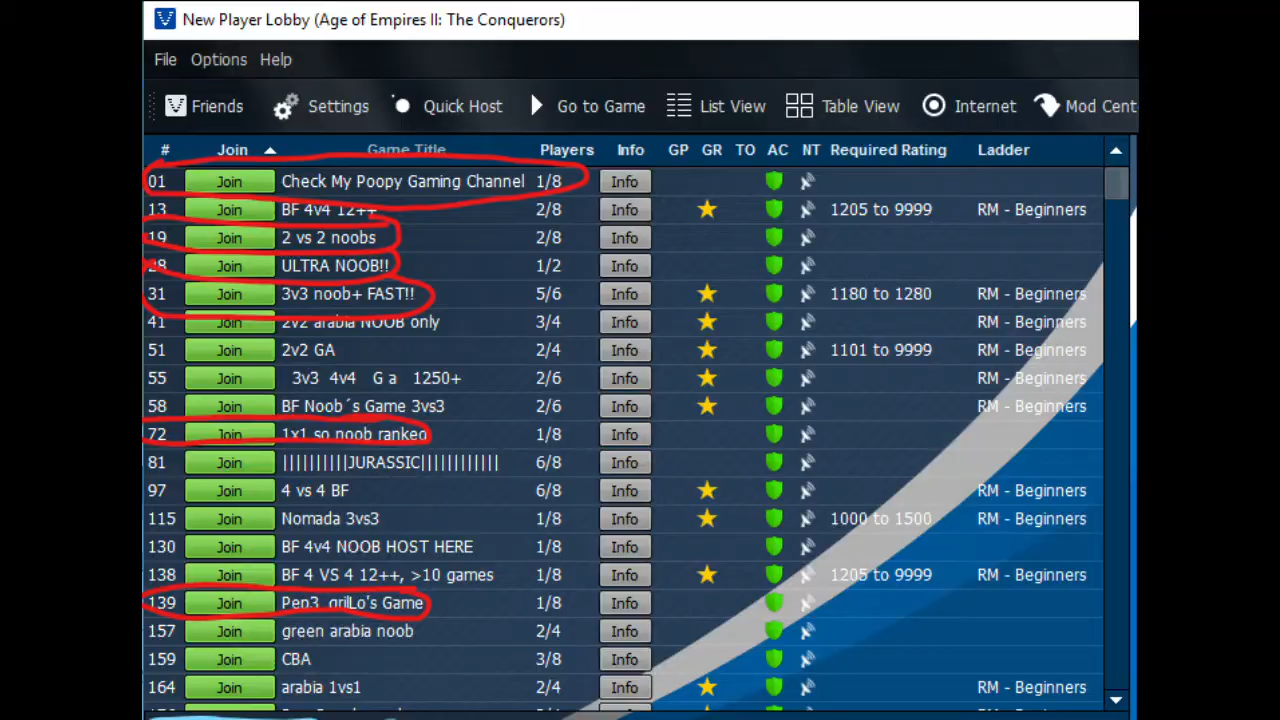 New Player Lobby (Age of Empires II: The Conquerors)
File Options Help
Friends Settings Quick Host Go to Game List View Table View Internet Mod Cent
# Join Game Title Players Info GP GR TO AC NT Required Rating Ladder
01 Join Check My Poopy Gaming Channel 1/8 Info
13 Join BF 4v4 12++ 2/8 Info 1205 to 9999 RM - Beginners
19 Join 2 vs 2 noobs 2/8 Info
28 Join ULTRA NOOB!! 1/2 Info
31 Join 3v3 noob+ FAST!! 5/6 Info 1180 to 1280 RM - Beginners
41 Join 2v2 arabia NOOB only 3/4 Info RM - Beginners
51 Join 2v2 GA 2/4 Info 1101 to 9999 RM - Beginners
55 Join 3v3 4v4 G a 1250+ 2/6 Info RM - Beginners
58 Join BF Noob´s Game 3vs3 2/6 Info RM - Beginners
72 Join 1x1 so noob ranked 1/8 Info
81 Join ||||||||||JURASSIC|||||||||||| 6/8 Info
97 Join 4 vs 4 BF 6/8 Info RM - Beginners
115 Join Nomada 3vs3 1/8 Info 1000 to 1500 RM - Beginners
130 Join BF 4v4 NOOB HOST HERE 1/8 Info
138 Join BF 4 VS 4 12++, >10 games 1/8 Info 1205 to 9999 RM - Beginners
139 Join Pep3_griLLo's Game 1/8 Info
157 Join green arabia noob 2/4 Info
159 Join CBA 3/8 Info
164 Join arabia 1vs1 2/4 Info RM - Beginners